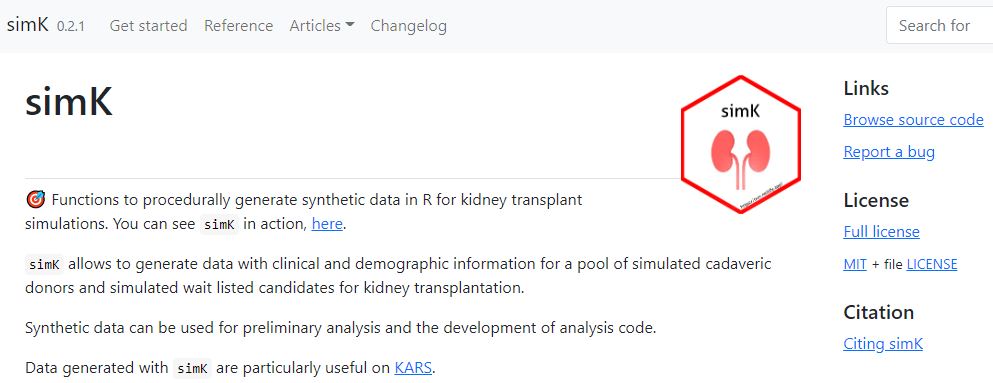 simK 0.2.1 Get started Reference Articles Changelog Search for
simK
simK
Functions to procedurally generate synthetic data in R for kidney transplant
simulations. You can see simK in action, here.
simK allows to generate data with clinical and demographic information for a pool of simulated cadaveric
donors and simulated wait listed candidates for kidney transplantation.
Synthetic data can be used for preliminary analysis and the development of analysis code.
Data generated with simK are particularly useful on KARS.
Links
Browse source code
Report a bug
License
Full license
MIT + file LICENSE
Citation
Citing simK